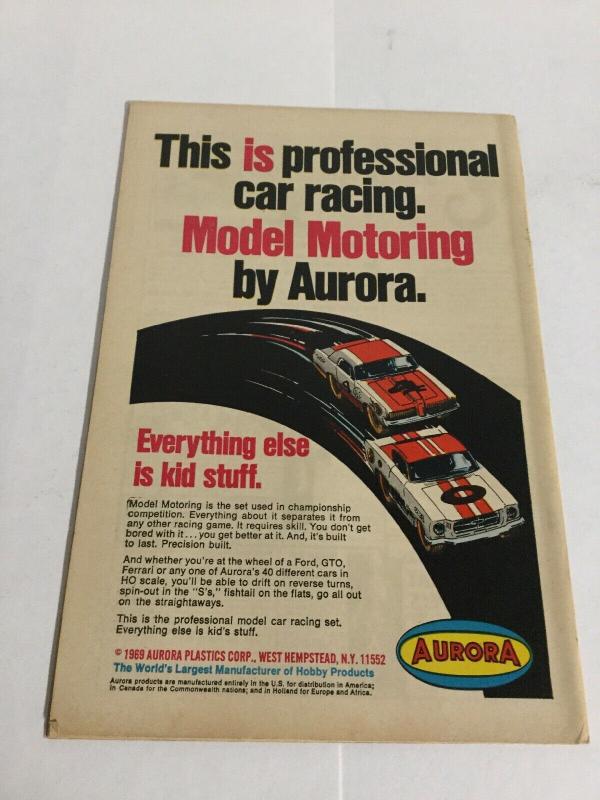 This is professional
car racing.
Model Motoring
by Aurora.
Everything else
is kid stuff.
Model Motoring is the set used in championship
competition. Everything about it separates it from
any other racing game. It requires skill. You don't get
bored with it...you get better at it. And, it's built
to last. Precision built.
And whether you're at the wheel of a Ford, GTO,
Ferrari or any one of Aurora's 40 different cars in
HO scale, you'll be able to drift on reverse turns,
spin-out in the "S's," fishtail on the flats, go all out
on the straightaways.
This is the professional model car racing set.
Everything else is kid's stuff.
© 1969 AURORA PLASTICS CORP., WEST HEMPSTEAD, N.Y. 11552
The World's Largest Manufacturer of Hobby Products
Aurora products are manufactured entirely in the U.S. for distribution in America;
in Canada for the Commonwealth nations; and in Holland for Europe and Africa.
4
0
AURORA